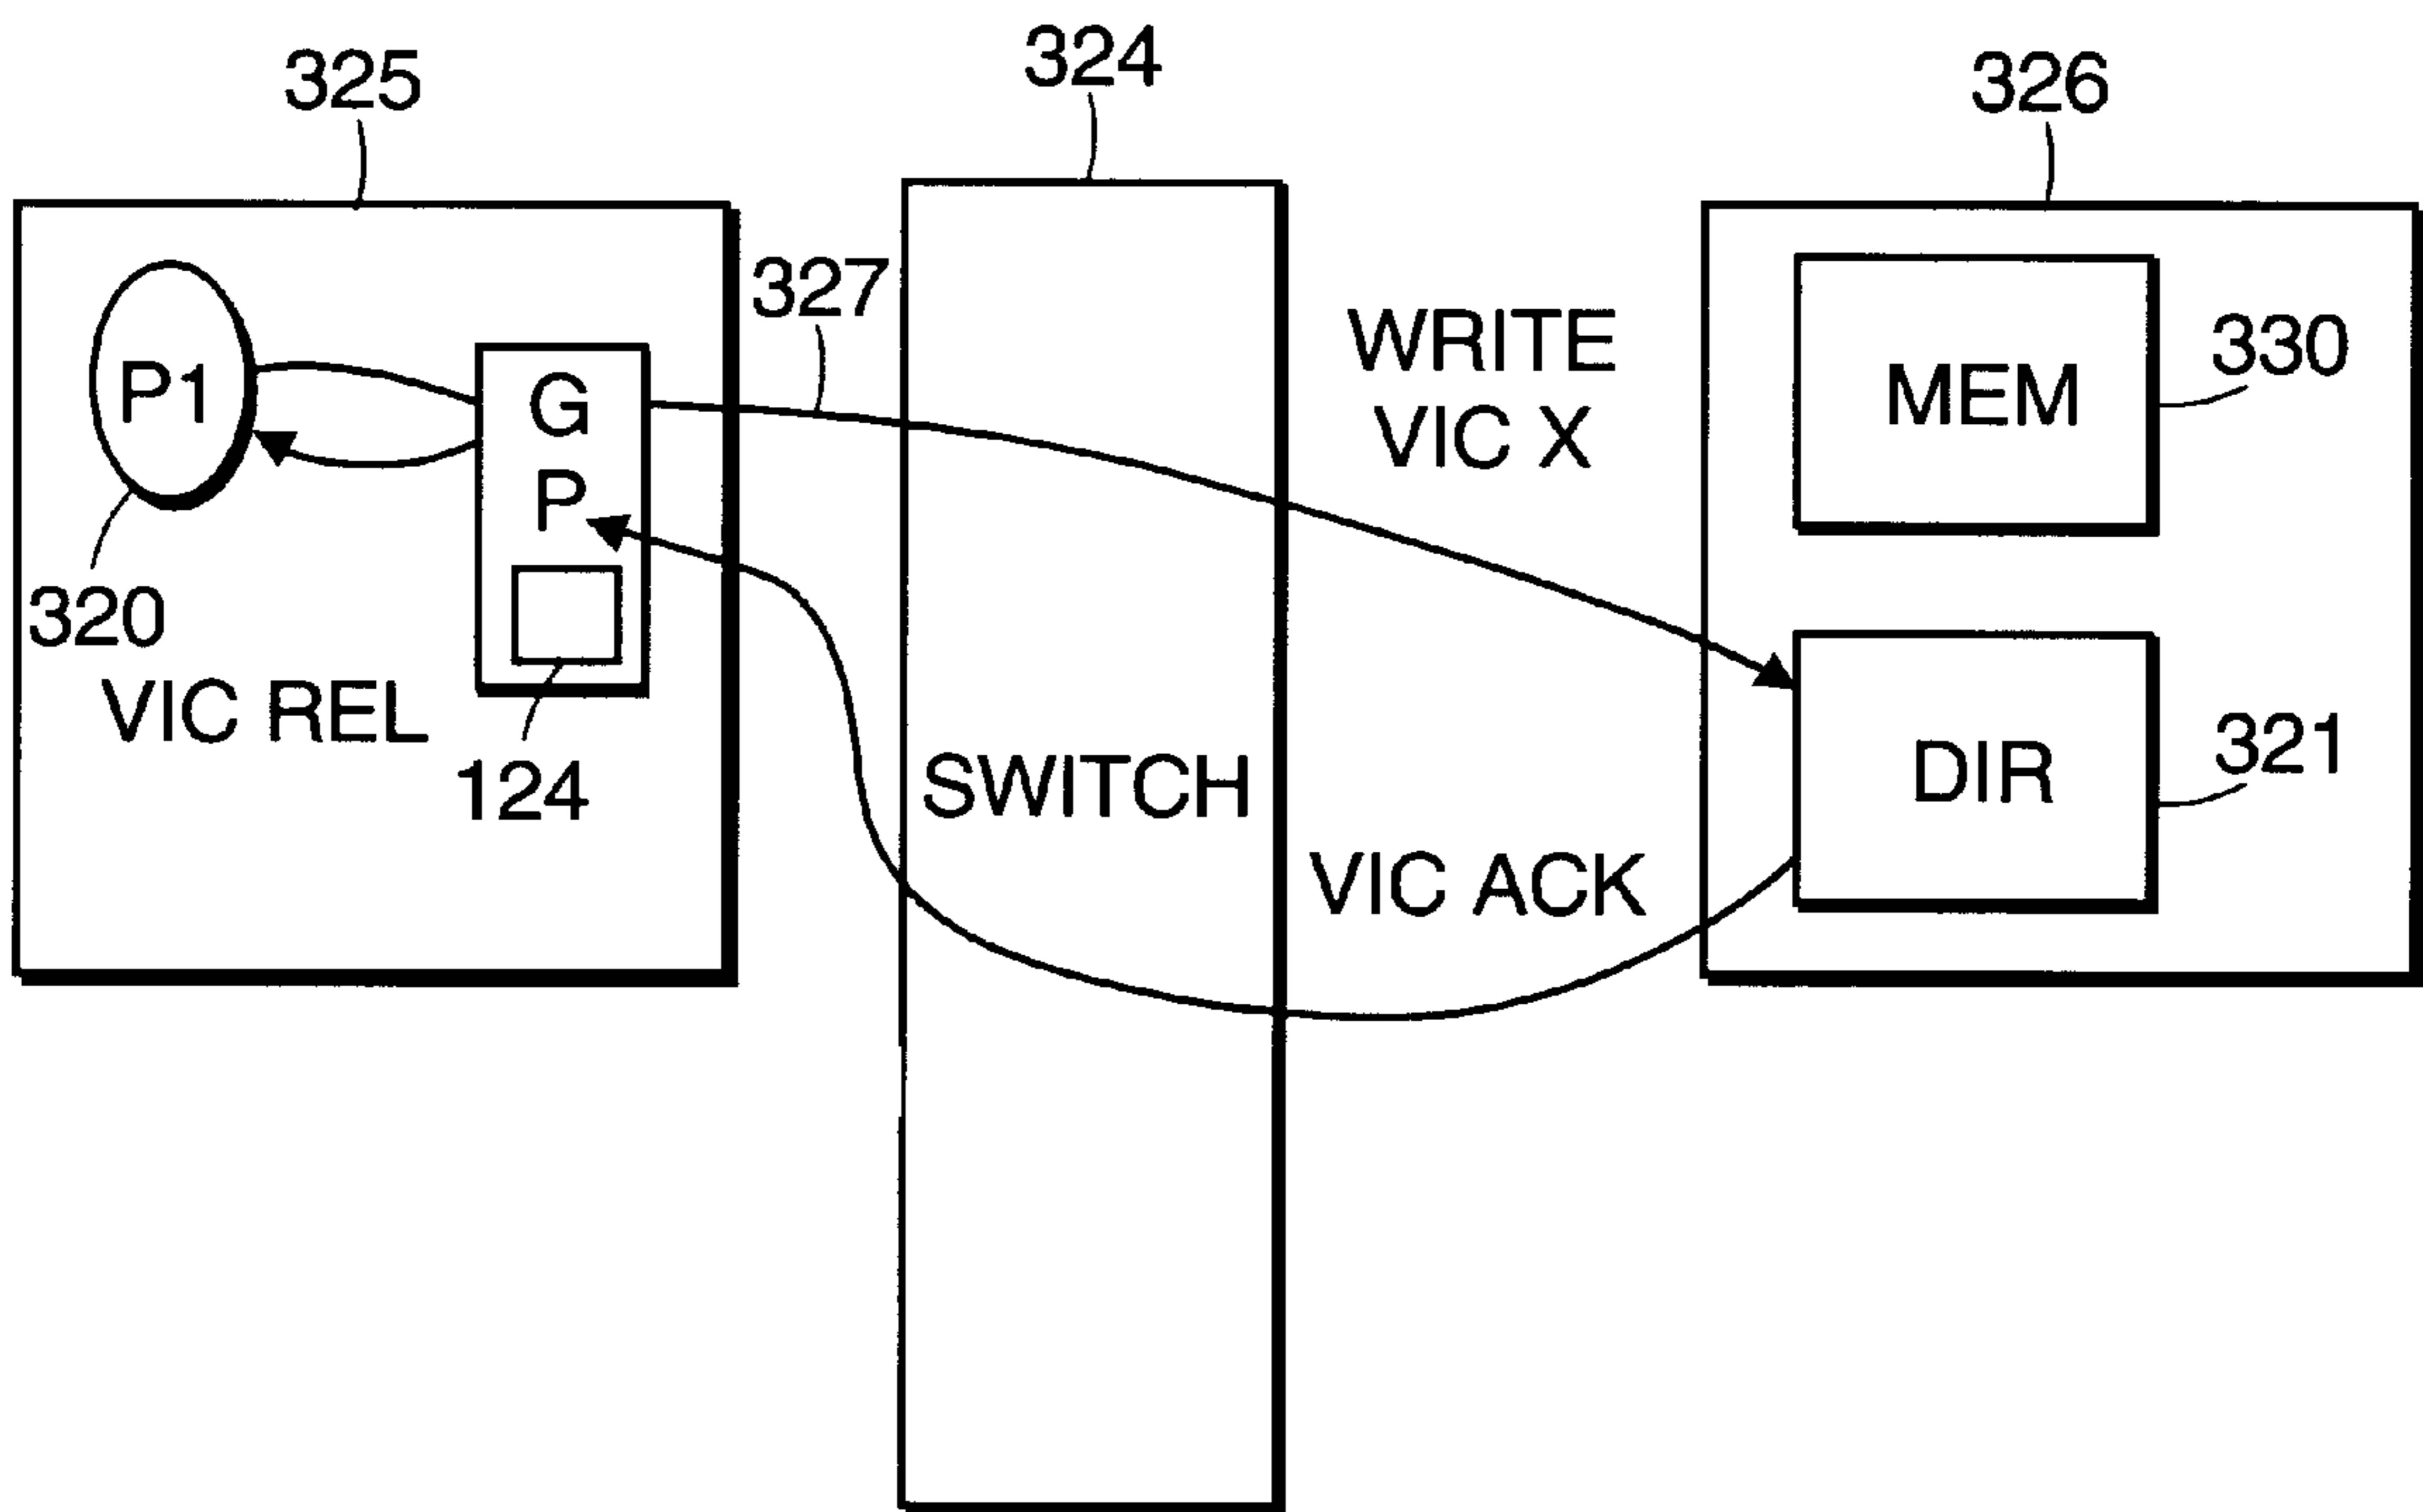 325
324
326
327
WRITE
VIC X
MEM
330
P1
G
P
320
VIC REL
124
SWITCH
DIR
321
VIC ACK